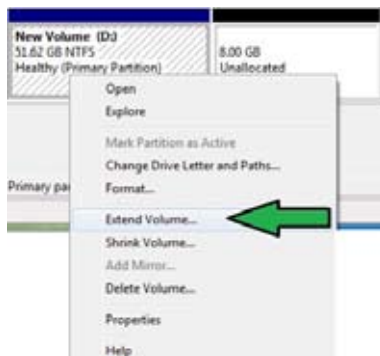 New Volume (D:)
51.62 GB NTFS
Healthy (Primary Partition)
8.00 GB
Unallocated
Open
Explore
Mark Partition as Active
Change Drive Letter and Paths...
Format...
Primary pa
Extend Volume...
Shrink Volume...
Add Mirror...
Delete Volume...
Properties
Help